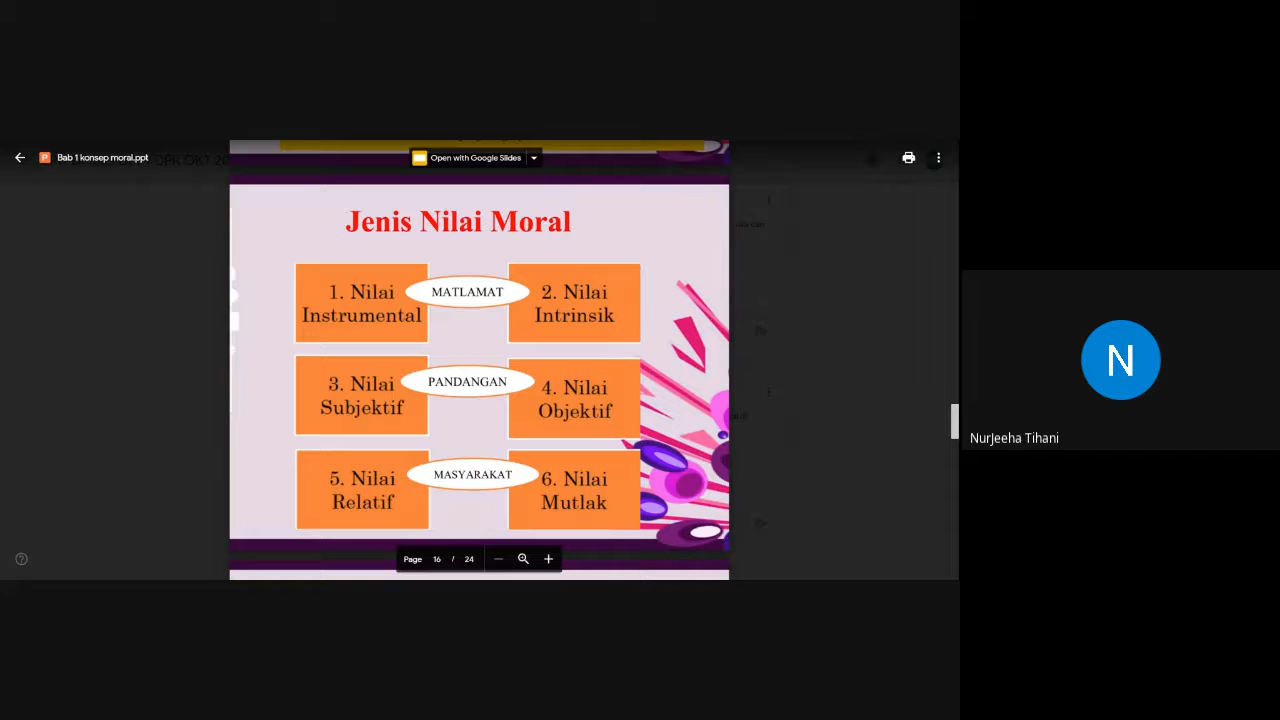 Bab 1 konsep moral.ppt
Open with Google Slides
Jenis Nilai Moral
1. Nilai
Instrumental
MATLAMAT
2. Nilai
Intrinsik
3. Nilai
Subjektif
PANDANGAN
4. Nilai
Objektif
5. Nilai
Relatif
MASYARAKAT
6. Nilai
Mutlak
Page 16 / 24
N
NurJeeha Tihani